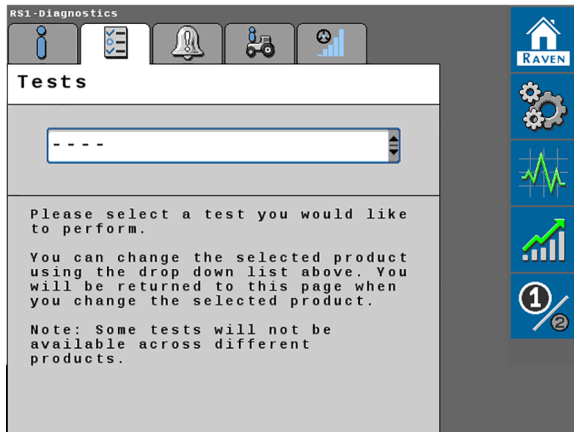 RS1-Diagnostics
RAVEN
Tests
- - - -
Please select a test you would like
to perform.
You can change the selected product
using the drop down list above. You
will be returned to this page when
you change the selected product.
Note: Some tests will not be
available across different
products.
1/2